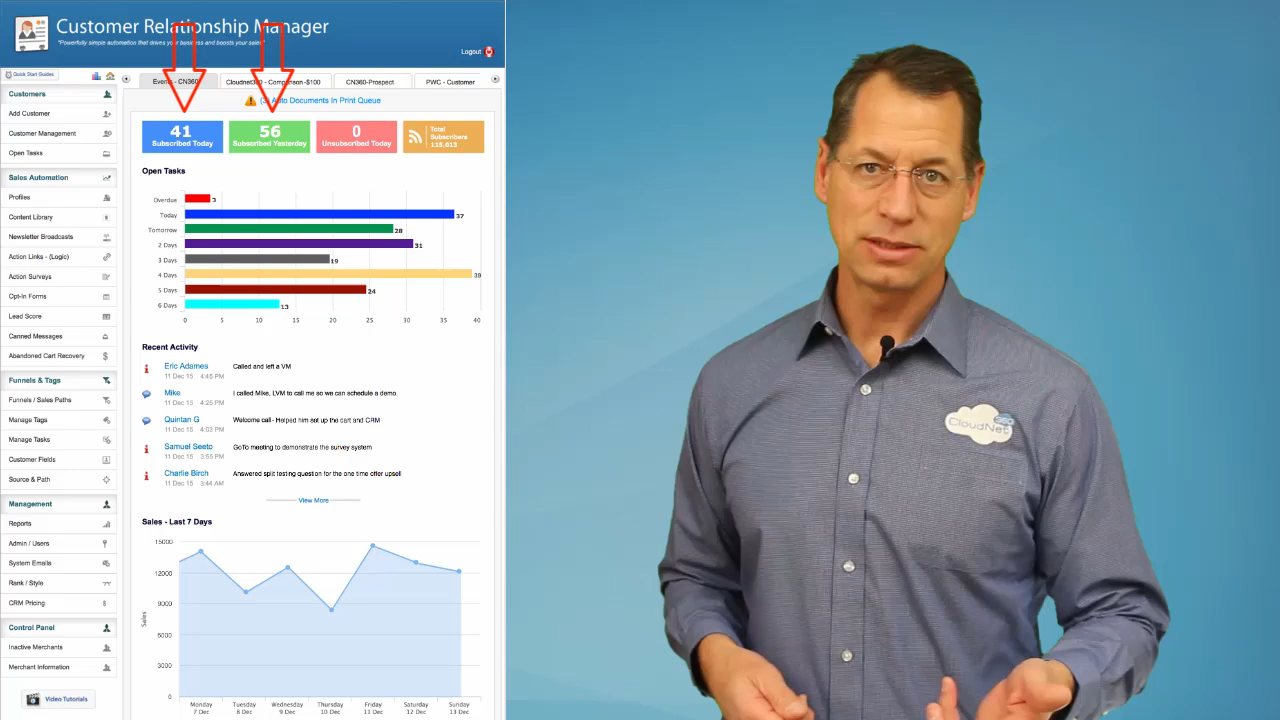 Customer Relationship Manager
"Powerfully simple automation that drives your business and boosts your sales!"
Logout
Quick Start Guides
Events - CN360
CN360-Prospect
PWC - Customer
Auto Documents In Print Queue
Customers
Add Customer
Customer Management
Open Tasks
Sales Automation
Profiles
Content Library
Newsletter Broadcasts
Action Links - (Logic)
Action Surveys
Opt-In Forms
Lead Score
Canned Messages
Abandoned Cart Recovery
$
Funnels & Tags
Funnels / Sales Paths
Manage Tags
Manage Tasks
Customer Fields
Source & Path
Management
Reports
Admin / Users
System Emails
Rank / Style
CRM Pricing
$
Control Panel
Inactive Merchants
Merchant Information
Video Tutorials
41
Subscribed Today
56
Subscribed Yesterday
0
Unsubscribed Today
Total
Subscribers
115,013
Open Tasks
Overdue 3
Today 37
Tomorrow 28
2 Days 31
3 Days 19
4 Days 39
5 Days 24
6 Days 13
0 5 10 15 20 25 30 35 40
Recent Activity
Eric Adames Called and left a VM
11 Dec 15 4:45 PM
Mike I called Mike, LVM to call me so we can schedule a demo.
11 Dec 15 4:25 PM
Quintan G Welcome call - Helped him set up the cart and CRM
11 Dec 15 4:03 PM
Samuel Seeto GoTo meeting to demonstrate the survey system
11 Dec 15 3:55 PM
Charlie Birch Answered split testing question for the one time offer upsell
11 Dec 15 3:44 AM
View More
Sales - Last 7 Days
15000
12000
9000
6000
3000
0
Sales
Monday Tuesday Wednesday Thursday Friday Saturday Sunday
7 Dec 8 Dec 9 Dec 10 Dec 11 Dec 12 Dec 13 Dec
CloudNet
360